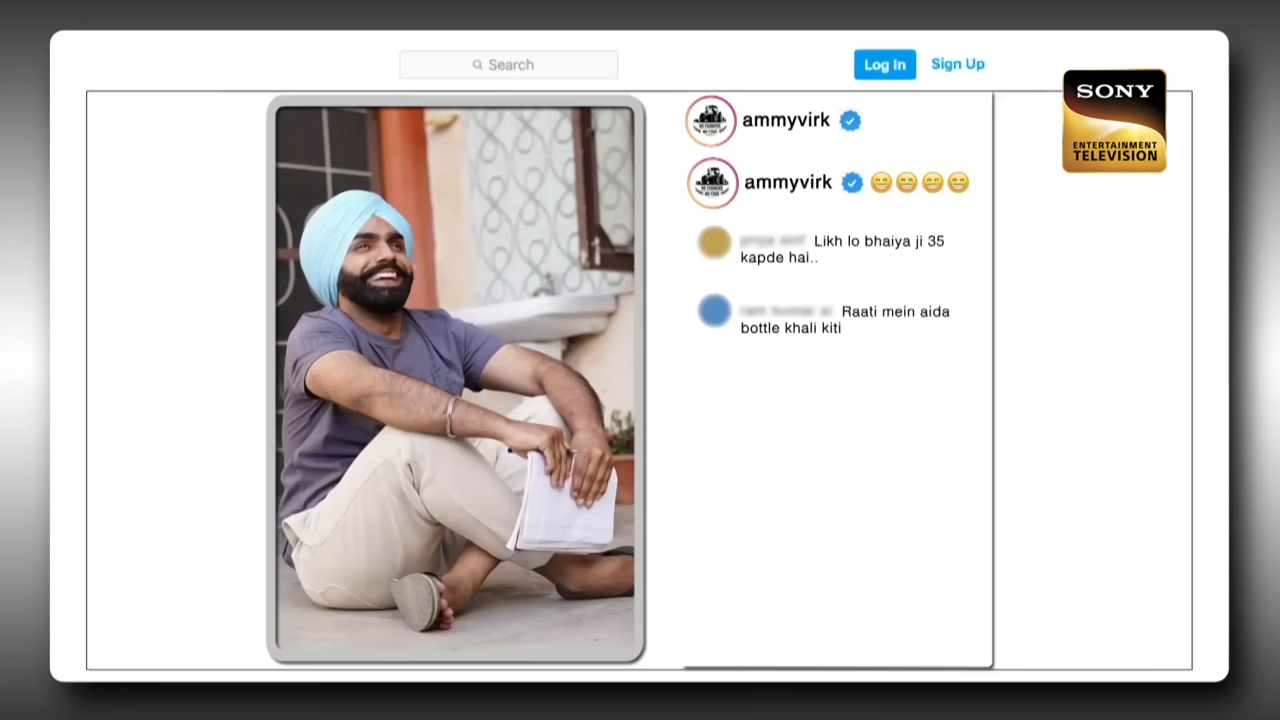 Search
Log In
Sign Up
SONY
ENTERTAINMENT
TELEVISION
ammyvirk
ammyvirk 😁😁😁😁
Likh lo bhaiya ji 35
kapde hai..
Raati mein aida
bottle khali kiti